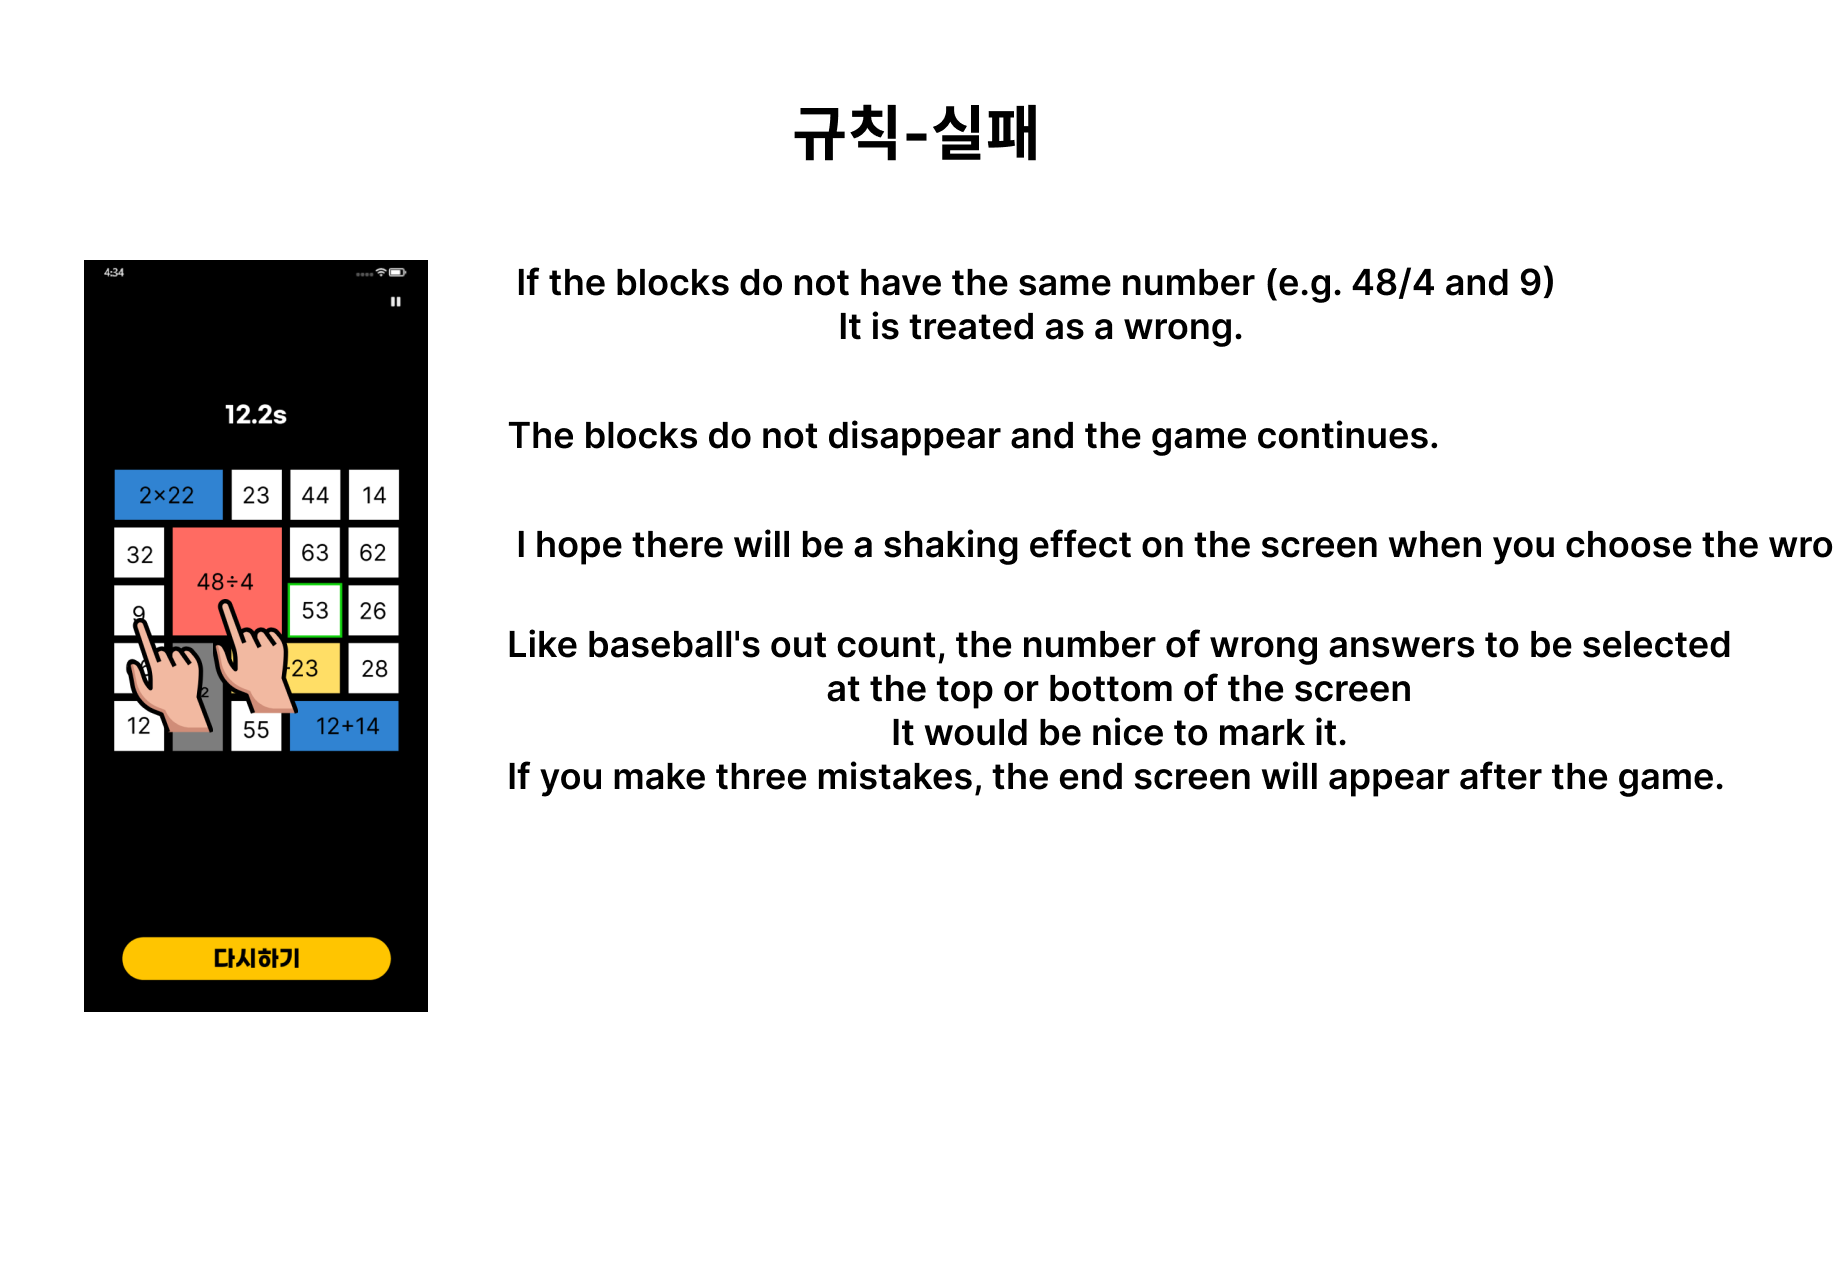 규칙-실패
4:34
12.2s
2×22 23 44 14
32 63 62
48÷4
9 53 26
23 28
2
12 55 12+14
다시하기
If the blocks do not have the same number (e.g. 48/4 and 9)
It is treated as a wrong.
The blocks do not disappear and the game continues.
I hope there will be a shaking effect on the screen when you choose the wro
Like baseball's out count, the number of wrong answers to be selected
at the top or bottom of the screen
It would be nice to mark it.
If you make three mistakes, the end screen will appear after the game.